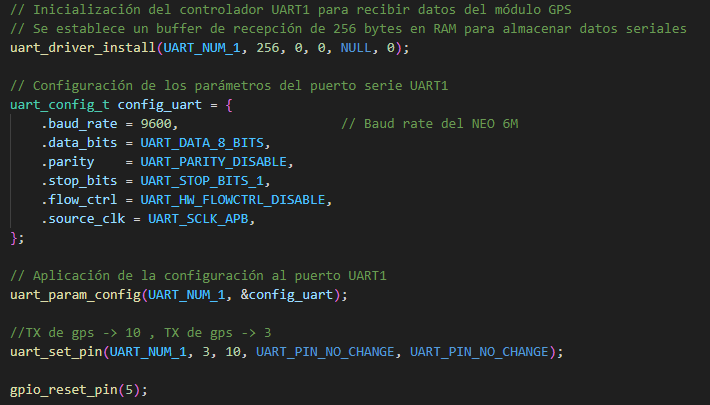 // Inicialización del controlador UART1 para recibir datos del módulo GPS
// Se establece un buffer de recepción de 256 bytes en RAM para almacenar datos seriales
uart_driver_install(UART_NUM_1, 256, 0, 0, NULL, 0);

// Configuración de los parámetros del puerto serie UART1
uart_config_t config_uart = {
    .baud_rate = 9600,                     // Baud rate del NEO 6M
    .data_bits = UART_DATA_8_BITS,
    .parity    = UART_PARITY_DISABLE,
    .stop_bits = UART_STOP_BITS_1,
    .flow_ctrl = UART_HW_FLOWCTRL_DISABLE,
    .source_clk = UART_SCLK_APB,
};

// Aplicación de la configuración al puerto UART1
uart_param_config(UART_NUM_1, &config_uart);

//TX de gps -> 10 , TX de gps -> 3
uart_set_pin(UART_NUM_1, 3, 10, UART_PIN_NO_CHANGE, UART_PIN_NO_CHANGE);

gpio_reset_pin(5);